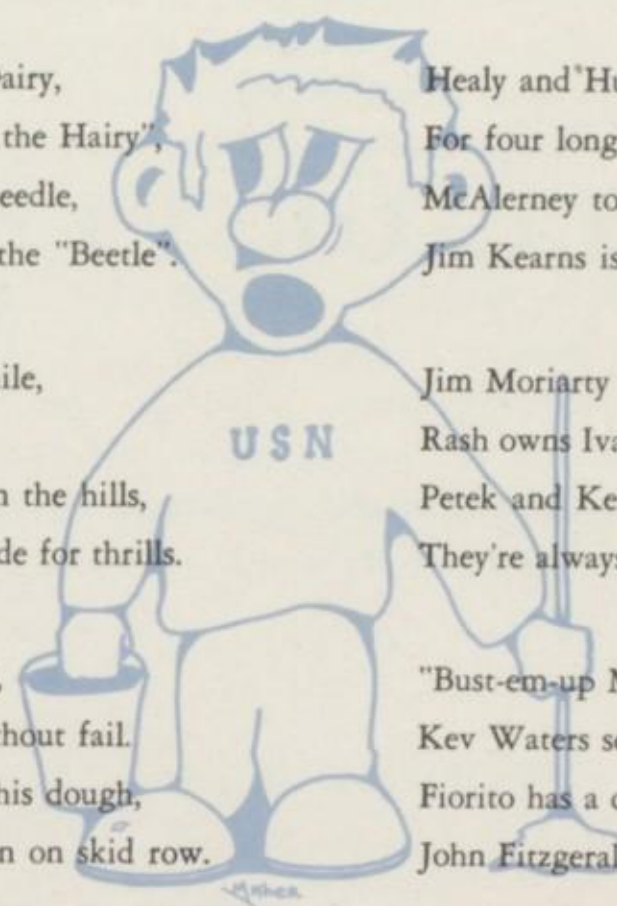 airy,
the Hairy",
eedle,
the "Beetle".
ile,
n the hills,
de for thrills.
hout fail.
his dough,
n on skid row.
USN
Healy and Hu
For four long
McAlerney to
Jim Kearns is
Jim Moriarty
Rash owns Iva
Petek and Ke
They're always
"Bust-em-up M
Kev Waters se
Fiorito has a c
John Fitzgeral